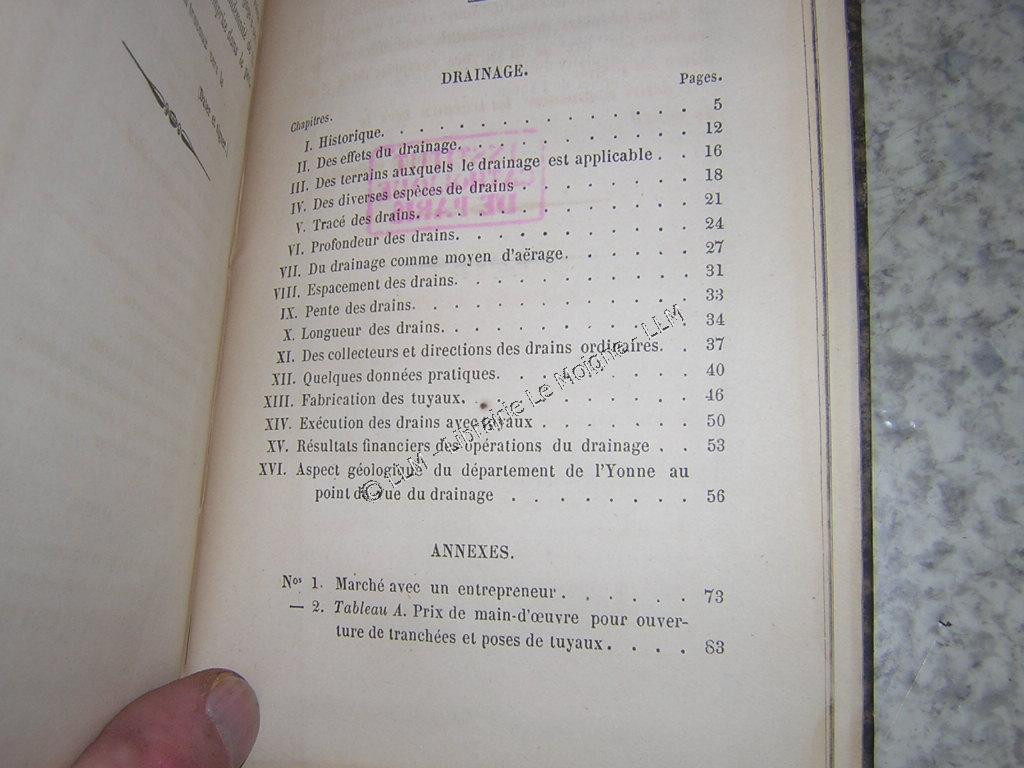 DRAINAGE.
Chapitres. Pages.
I. Historique. . . . . . . . . . . . . . 5
II. Des effets du drainage. . . . . . . . . . 12
III. Des terrains auxquels le drainage est applicable . . 16
IV. Des diverses espèces de drains . . . . . . . . 18
V. Tracé des drains. . . . . . . . . . . . 21
VI. Profondeur des drains. . . . . . . . . . . 24
VII. Du drainage comme moyen d'aërage. . . . . . 27
VIII. Espacement des drains. . . . . . . . . . 31
IX. Pente des drains. . . . . . . . . . . . 33
X. Longueur des drains. . . . . . . . . . . 34
XI. Des collecteurs et directions des drains ordinaires. . . 37
XII. Quelques données pratiques. . . . . . . . . 40
XIII. Fabrication des tuyaux. . . . . . . . . . 46
XIV. Exécution des drains avec tuyaux . . . . . . . 50
XV. Résultats financiers des opérations du drainage . . 53
XVI. Aspect géologique du département de l'Yonne au
point de vue du drainage . . . . . . . . 56
ANNEXES.
Nos 1. Marché avec un entrepreneur . . . . . . 73
— 2. Tableau A. Prix de main-d'œuvre pour ouver-
ture de tranchées et poses de tuyaux. . . . . 83
© LLM - Librairie Le Moigne - LLM